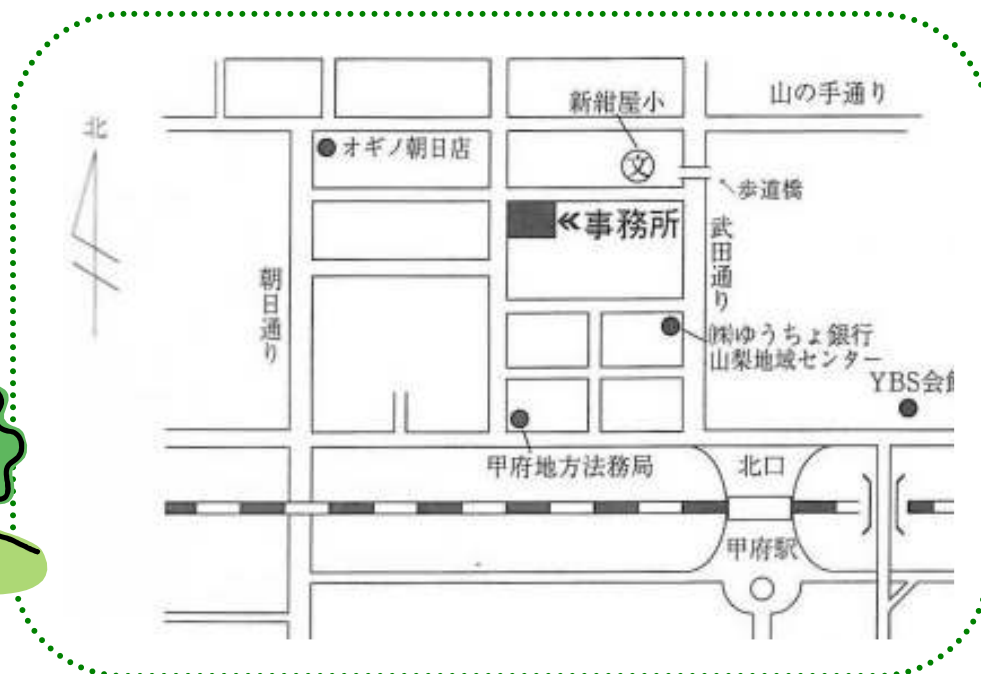 山の手通り
新紺屋小
北
オギノ朝日店
文
歩道橋
事務所
武田通り
朝日通り
㈱ゆうちょ銀行
山梨地域センター
YBS会館
甲府地方法務局
北口
甲府駅